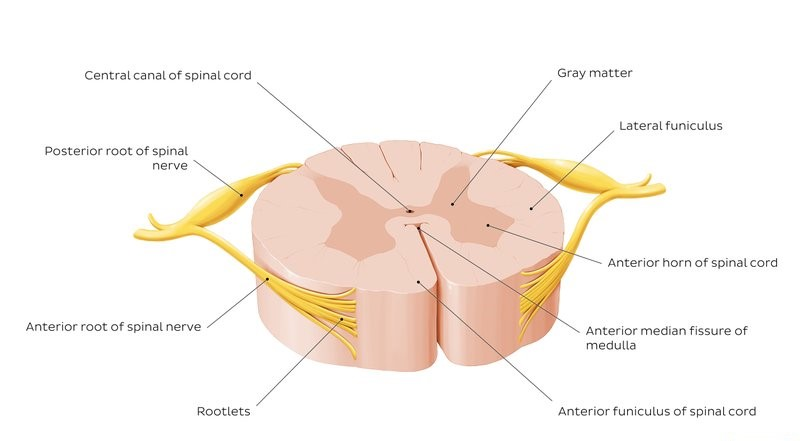 Central canal of spinal cord
Gray matter
Lateral funiculus
Posterior root of spinal
nerve
Anterior horn of spinal cord
Anterior root of spinal nerve
Anterior median fissure of
medulla
Rootlets
Anterior funiculus of spinal cord